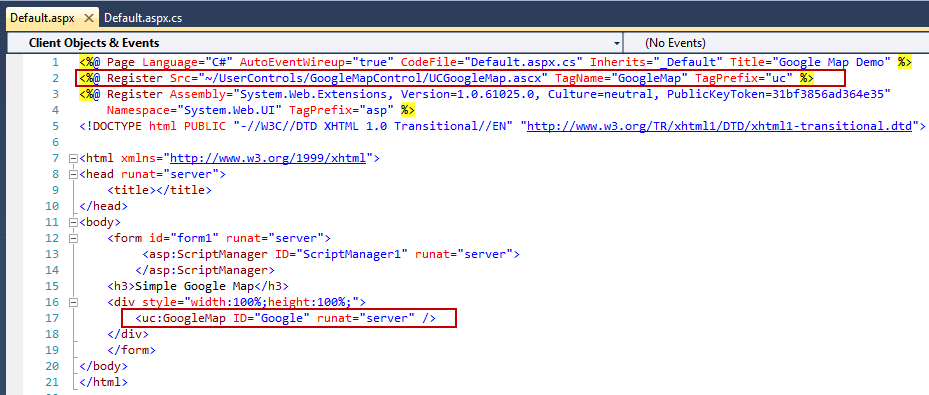 Default.aspx × Default.aspx.cs
Client Objects & Events (No Events)
1 <%@ Page Language="C#" AutoEventWireup="true" CodeFile="Default.aspx.cs" Inherits="_Default" Title="Google Map Demo" %>
2 <%@ Register Src="~/UserControls/GoogleMapControl/UCGoogleMap.ascx" TagName="GoogleMap" TagPrefix="uc" %>
3 <%@ Register Assembly="System.Web.Extensions, Version=1.0.61025.0, Culture=neutral, PublicKeyToken=31bf3856ad364e35"
4 Namespace="System.Web.UI" TagPrefix="asp" %>
5 <!DOCTYPE html PUBLIC "-//W3C//DTD XHTML 1.0 Transitional//EN" "http://www.w3.org/TR/xhtml1/DTD/xhtml1-transitional.dtd">
6
7 <html xmlns="http://www.w3.org/1999/xhtml">
8 <head runat="server">
9 <title></title>
10 </head>
11 <body>
12 <form id="form1" runat="server">
13 <asp:ScriptManager ID="ScriptManager1" runat="server">
14 </asp:ScriptManager>
15 <h3>Simple Google Map</h3>
16 <div style="width:100%;height:100%;">
17 <uc:GoogleMap ID="Google" runat="server" />
18 </div>
19 </form>
20 </body>
21 </html>